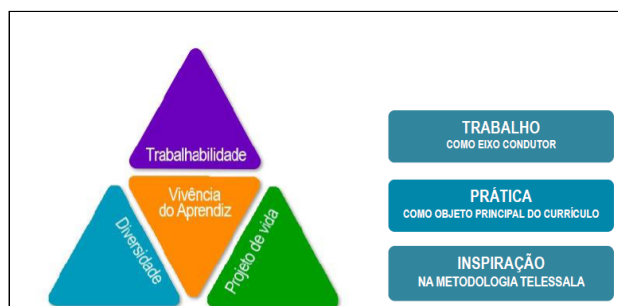 Trabalhabilidade
Vivência
do Aprendiz
Diversidade
Projeto de vida
TRABALHO
COMO EIXO CONDUTOR
PRÁTICA
COMO OBJETO PRINCIPAL DO CURRÍCULO
INSPIRAÇÃO
NA METODOLOGIA TELESSALA